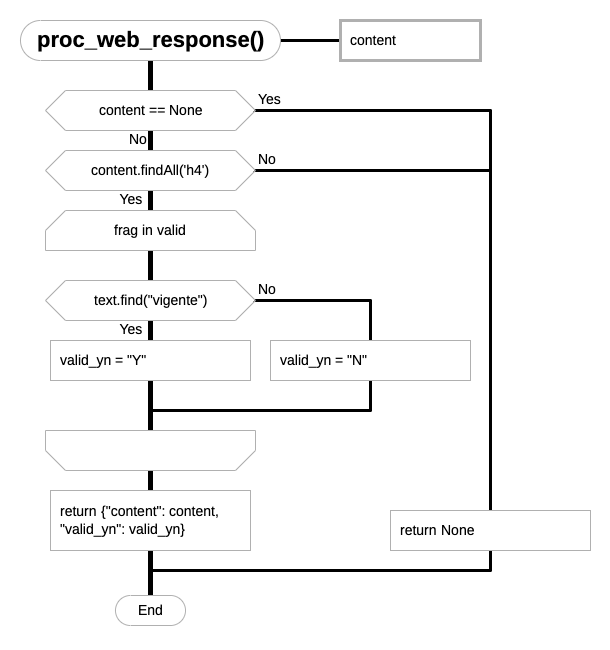 proc_web_response()
content
content == None
Yes
No
content.findAll('h4')
No
Yes
frag in valid
text.find("vigente")
No
Yes
valid_yn = "Y"
valid_yn = "N"
return {"content": content,
"valid_yn": valid_yn}
return None
End